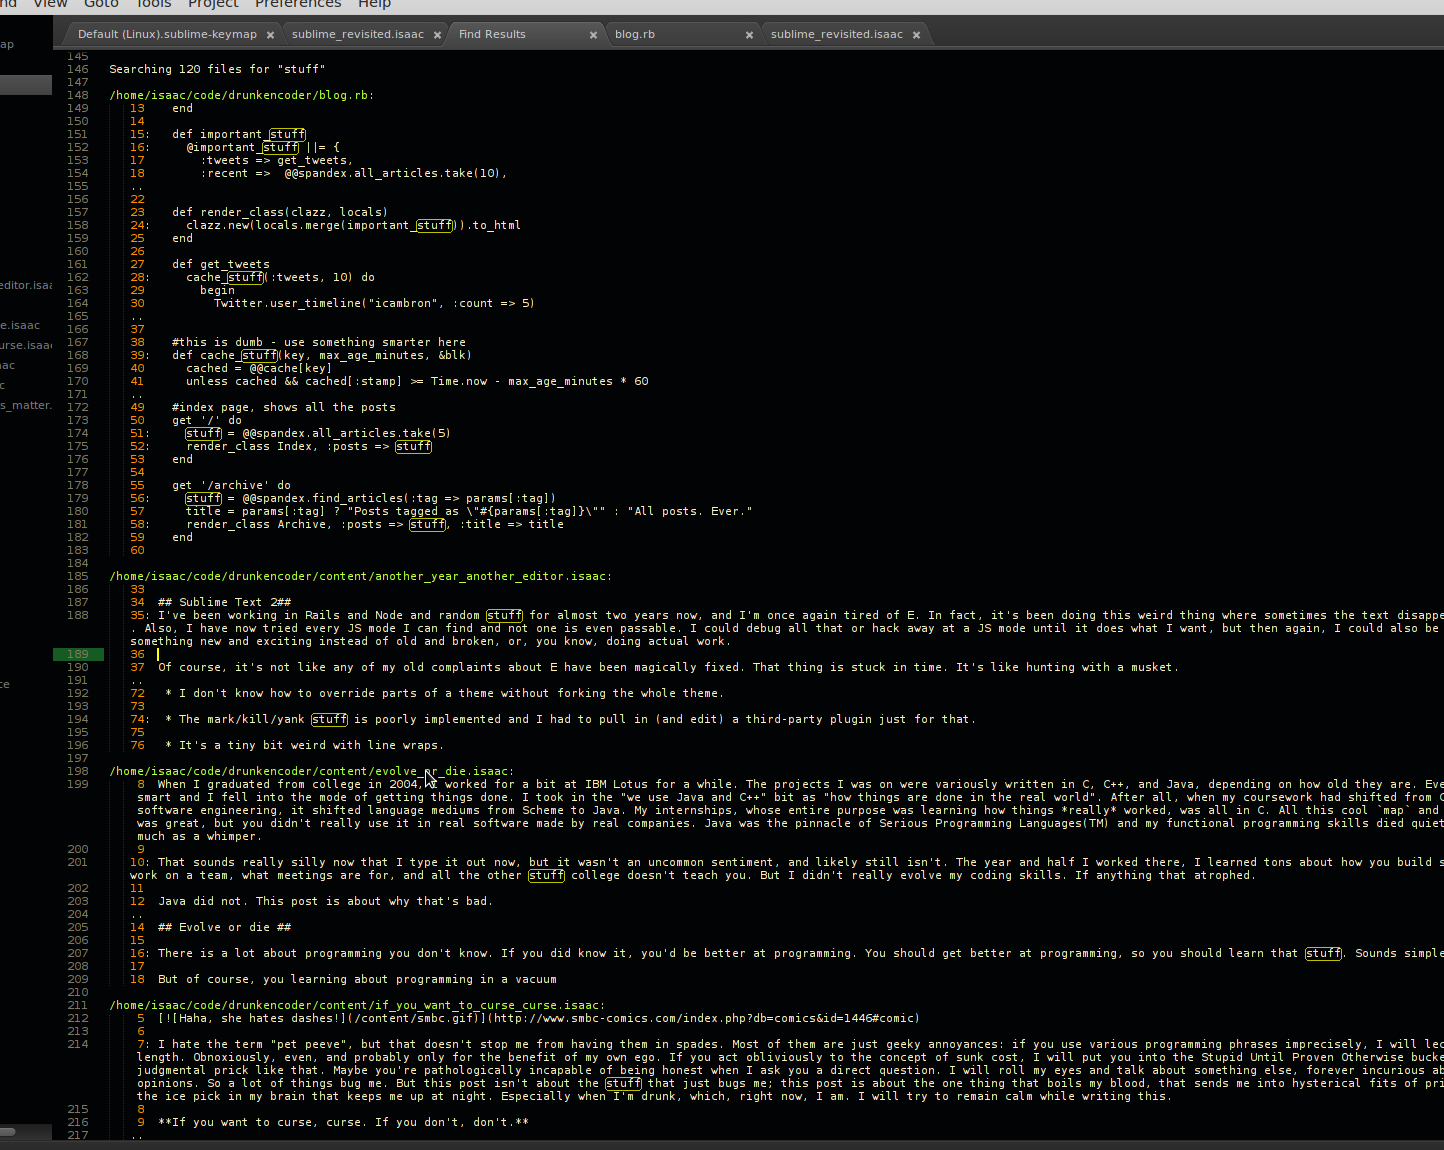 View Goto Tools Project Preferences Help
Default (Linux).sublime-keymap × sublime_revisited.isaac × Find Results × blog.rb × sublime_revisited.isaac ×
145
146 Searching 120 files for "stuff"
147
148 /home/isaac/code/drunkencoder/blog.rb:
149 13 end
150 14
151 15: def important_stuff
152 16: @important_stuff ||= {
153 17 :tweets => get_tweets,
154 18 :recent => @@spandex.all_articles.take(10),
155 ..
156 22
157 23 def render_class(clazz, locals)
158 24: clazz.new(locals.merge(important_stuff)).to_html
159 25 end
160 26
161 27 def get_tweets
162 28: cache_stuff(:tweets, 10) do
163 29 begin
164 30 Twitter.user_timeline("icambron", :count => 5)
165 ..
166 37
167 38 #this is dumb - use something smarter here
168 39: def cache_stuff(key, max_age_minutes, &blk)
169 40 cached = @@cache[key]
170 41 unless cached && cached[:stamp] >= Time.now - max_age_minutes * 60
171 ..
172 49 #index page, shows all the posts
173 50 get '/' do
174 51: stuff = @@spandex.all_articles.take(5)
175 52: render_class Index, :posts => stuff
176 53 end
177 54
178 55 get '/archive' do
179 56: stuff = @@spandex.find_articles(:tag => params[:tag])
180 57 title = params[:tag] ? "Posts tagged as \"#{params[:tag]}\"" : "All posts. Ever."
181 58: render_class Archive, :posts => stuff, :title => title
182 59 end
183 60
184
185 /home/isaac/code/drunkencoder/content/another_year_another_editor.isaac:
186 33
187 34 ## Sublime Text 2##
188 35: I've been working in Rails and Node and random stuff for almost two years now, and I'm once again tired of E. In fact, it's been doing this weird thing where sometimes the text disappe
. Also, I have now tried every JS mode I can find and not one is even passable. I could debug all that or hack away at a JS mode until it does what I want, but then again, I could also be
something new and exciting instead of old and broken, or, you know, doing actual work.
189 36
190 37 Of course, it's not like any of my old complaints about E have been magically fixed. That thing is stuck in time. It's like hunting with a musket.
191 ..
192 72 * I don't know how to override parts of a theme without forking the whole theme.
193 73
194 74: * The mark/kill/yank stuff is poorly implemented and I had to pull in (and edit) a third-party plugin just for that.
195 75
196 76 * It's a tiny bit weird with line wraps.
197
198 /home/isaac/code/drunkencoder/content/evolve_or_die.isaac:
199 8 When I graduated from college in 2004, I worked for a bit at IBM Lotus for a while. The projects I was on were variously written in C, C++, and Java, depending on how old they are. Eve
smart and I fell into the mode of getting things done. I took in the "we use Java and C++" bit as "how things are done in the real world". After all, when my coursework had shifted from C
software engineering, it shifted language mediums from Scheme to Java. My internships, whose entire purpose was learning how things *really* worked, was all in C. All this cool `map` and
was great, but you didn't really use it in real software made by real companies. Java was the pinnacle of Serious Programming Languages(TM) and my functional programming skills died quiet
much as a whimper.
200 9
201 10: That sounds really silly now that I type it out now, but it wasn't an uncommon sentiment, and likely still isn't. The year and half I worked there, I learned tons about how you build s
work on a team, what meetings are for, and all the other stuff college doesn't teach you. But I didn't really evolve my coding skills. If anything that atrophed.
202 11
203 12 Java did not. This post is about why that's bad.
204 ..
205 14 ## Evolve or die ##
206 15
207 16: There is a lot about programming you don't know. If you did know it, you'd be better at programming. You should get better at programming, so you should learn that stuff. Sounds simple
208 17
209 18 But of course, you learning about programming in a vacuum
210
211 /home/isaac/code/drunkencoder/content/if_you_want_to_curse_curse.isaac:
212 5 [![Haha, she hates dashes!](/content/smbc.gif)](http://www.smbc-comics.com/index.php?db=comics&id=1446#comic)
213 6
214 7: I hate the term "pet peeve", but that doesn't stop me from having them in spades. Most of them are just geeky annoyances: if you use various programming phrases imprecisely, I will lec
length. Obnoxiously, even, and probably only for the benefit of my own ego. If you act obliviously to the concept of sunk cost, I will put you into the Stupid Until Proven Otherwise bucke
judgmental prick like that. Maybe you're pathologically incapable of being honest when I ask you a direct question. I will roll my eyes and talk about something else, forever incurious ab
opinions. So a lot of things bug me. But this post isn't about the stuff that just bugs me; this post is about the one thing that boils my blood, that sends me into hysterical fits of pri
the ice pick in my brain that keeps me up at night. Especially when I'm drunk, which, right now, I am. I will try to remain calm while writing this.
215 8
216 9 **If you want to curse, curse. If you don't, don't.**
217 ..
ap
editor.isaa
e.isaac
urse.isaac
aac
c
s_matter.
ce